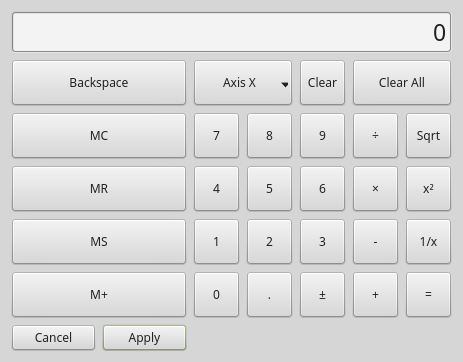 0
Backspace Axis X Clear Clear All
MC 7 8 9 ÷ Sqrt
MR 4 5 6 × x²
MS 1 2 3 - 1/x
M+ 0 . ± + =
Cancel Apply